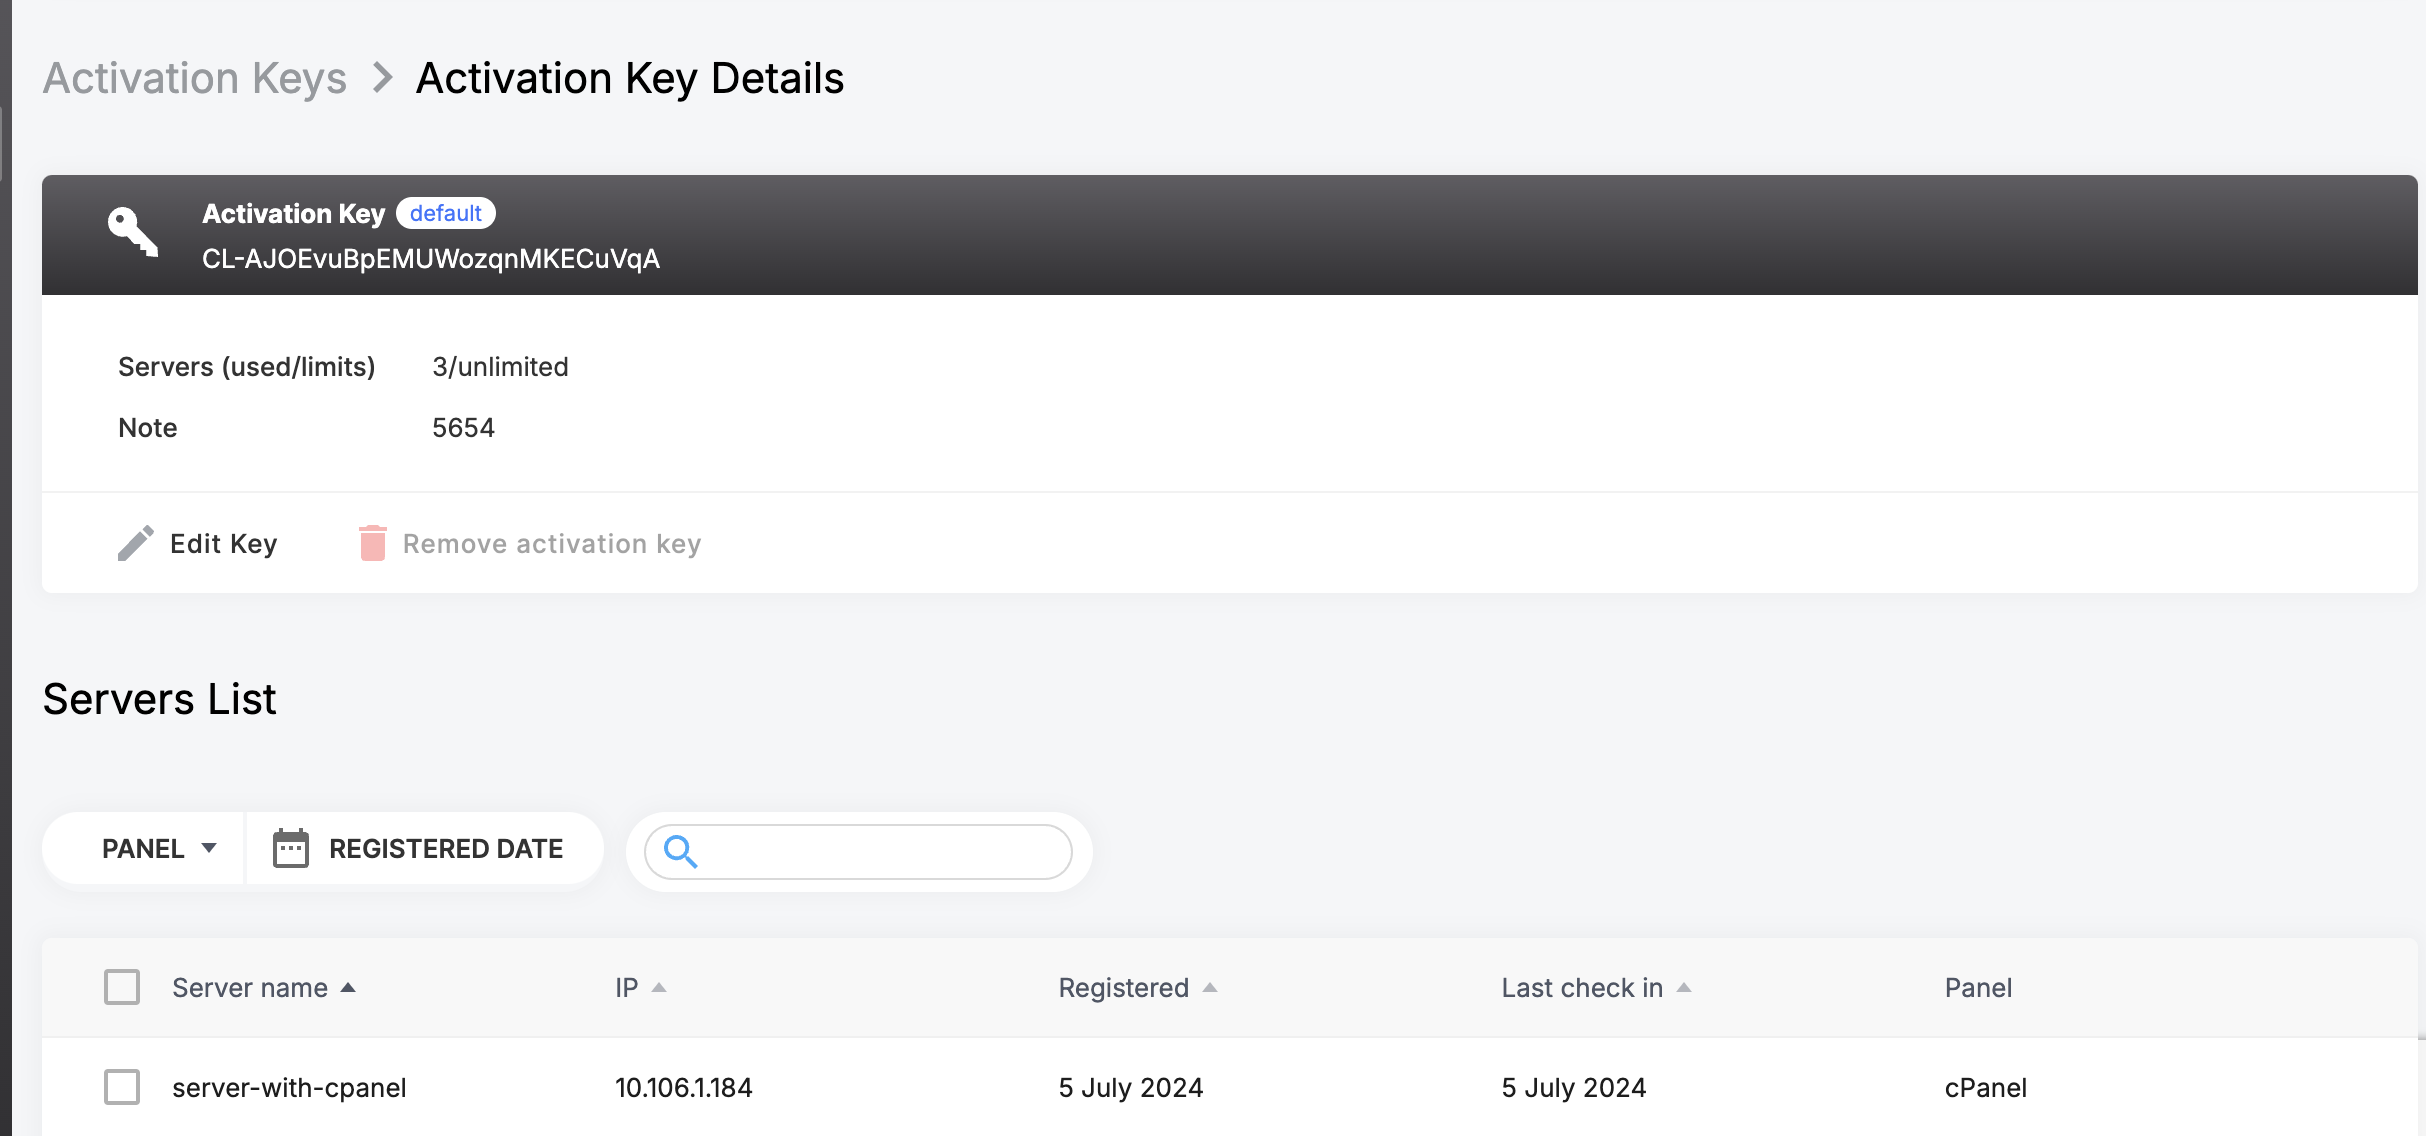 Activation Keys > Activation Key Details
Activation Key default
CL-AJOEvuBpEMUWozqnMKECuVqA
Servers (used/limits) 3/unlimited
Note 5654
Edit Key Remove activation key
Servers List
PANEL REGISTERED DATE
Server name IP Registered Last check in Panel
server-with-cpanel 10.106.1.184 5 July 2024 5 July 2024 cPanel